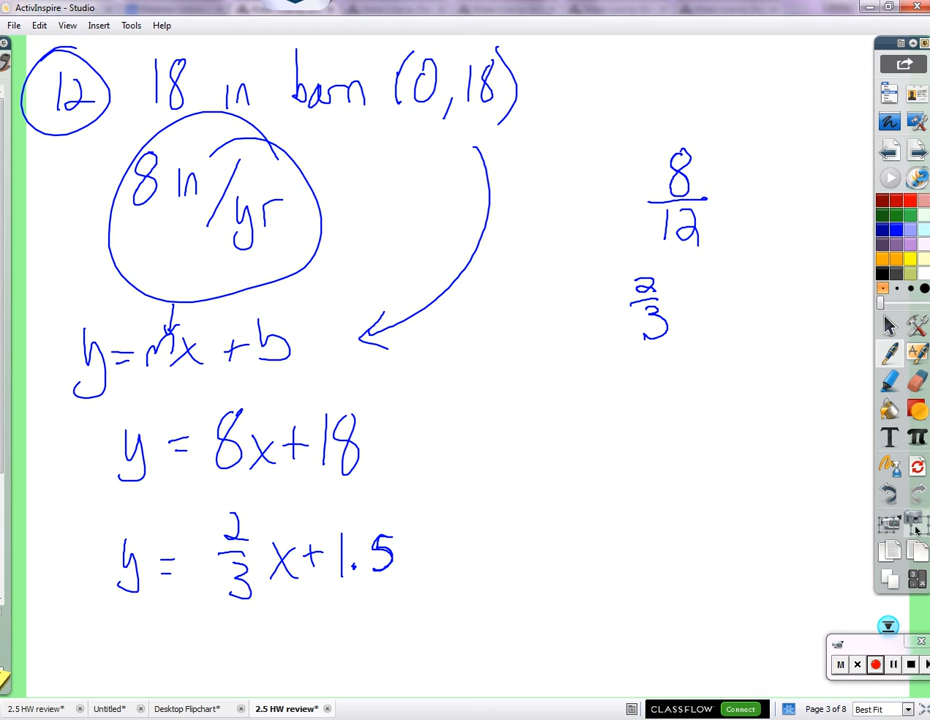 ActivInspire - Studio
File Edit View Insert Tools Help
12 18 in born (0,18)
8 in/yr
8/12
2/3
y=mx+b
y = 8x+18
y = 2/3 x+1.5
M
2.5 HW review* Untitled* Desktop Flipchart* 2.5 HW review* CLASSFLOW Connect Page 3 of 8 Best Fit